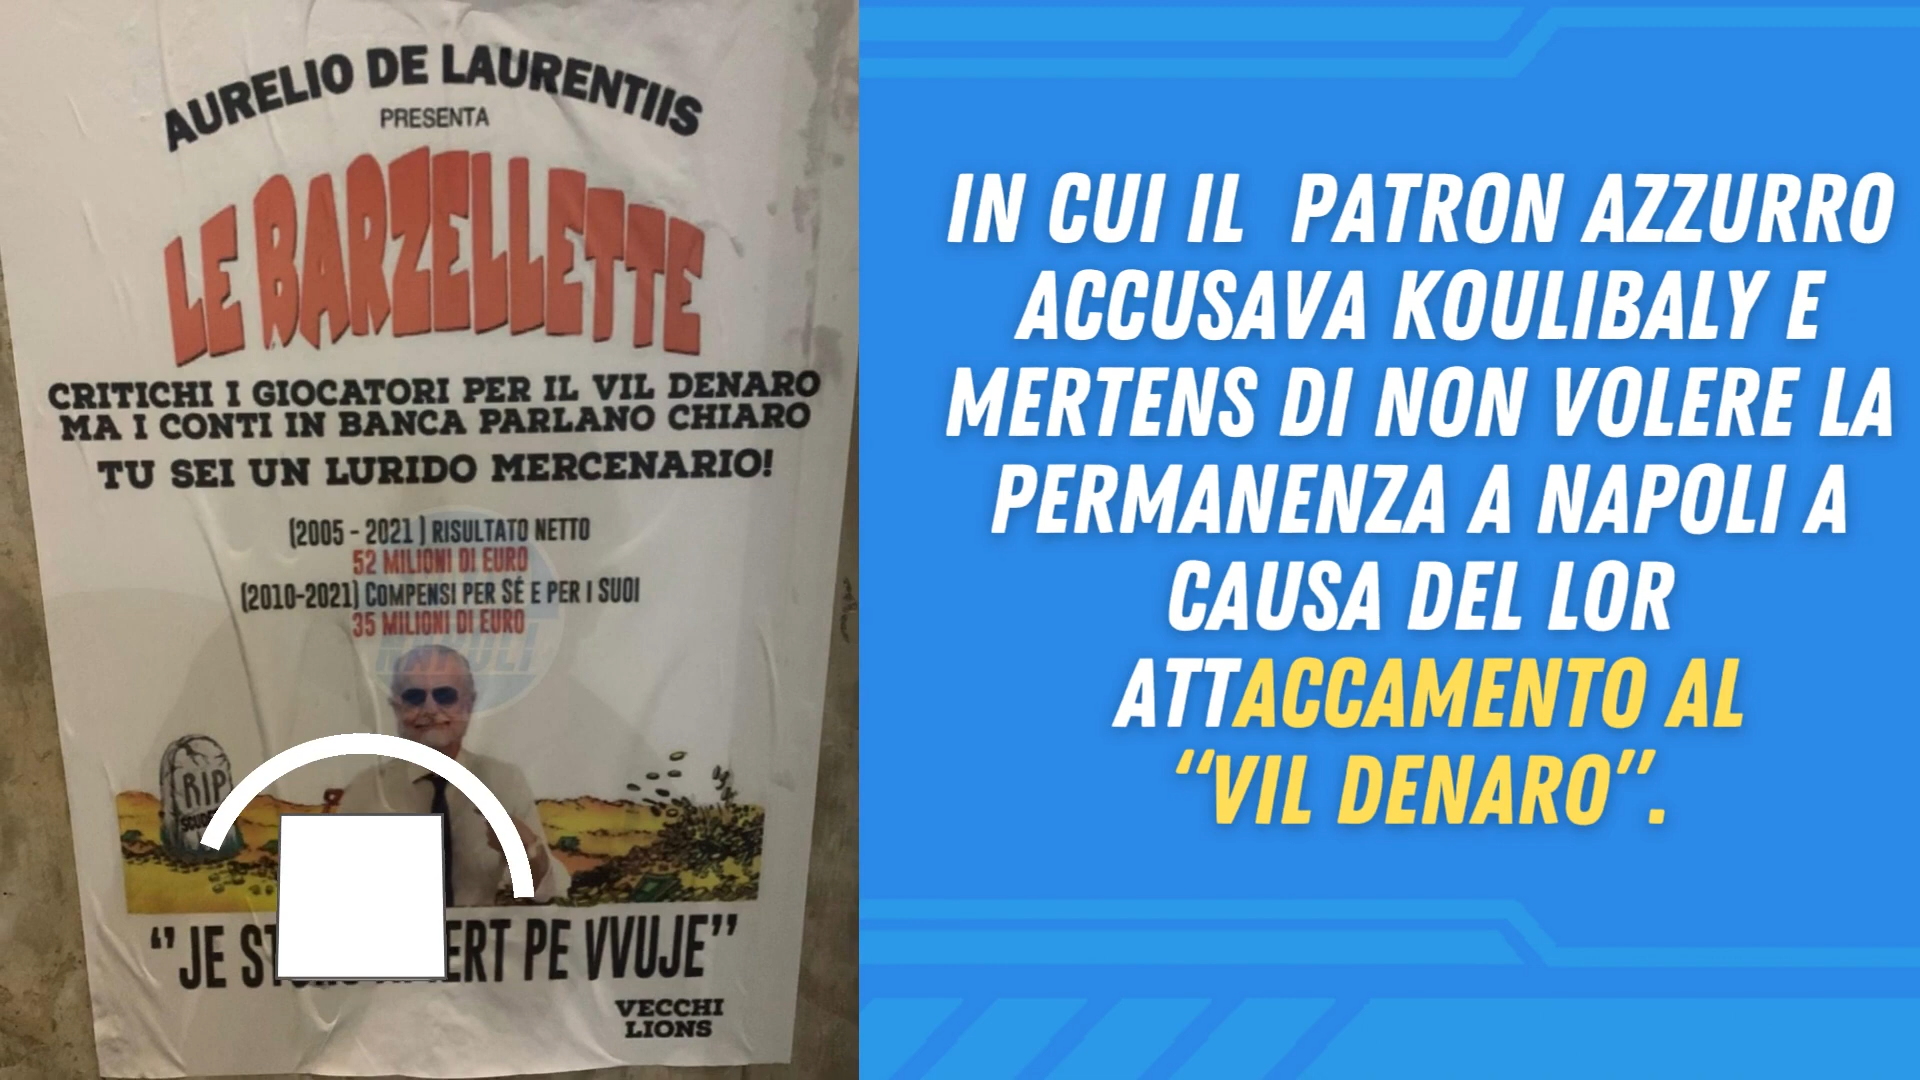 AURELIO DE LAURENTIIS
PRESENTA
LE BARZELLETTE
CRITICHI I GIOCATORI PER IL VIL DENARO
MA I CONTI IN BANCA PARLANO CHIARO
TU SEI UN LURIDO MERCENARIO!
(2005 - 2021 ) RISULTATO NETTO
52 MILIONI DI EURO
(2010-2021) COMPENSI PER SÉ E PER I SUOI
35 MILIONI DI EURO
NAPOLI
RIP
"JE PE VVUJE"
VECCHI
LIONS
IN CUI IL PATRON AZZURRO
ACCUSAVA KOULIBALY E
MERTENS DI NON VOLERE LA
PERMANENZA A NAPOLI A
CAUSA DEL LOR
ATTACCAMENTO AL
"VIL DENARO".